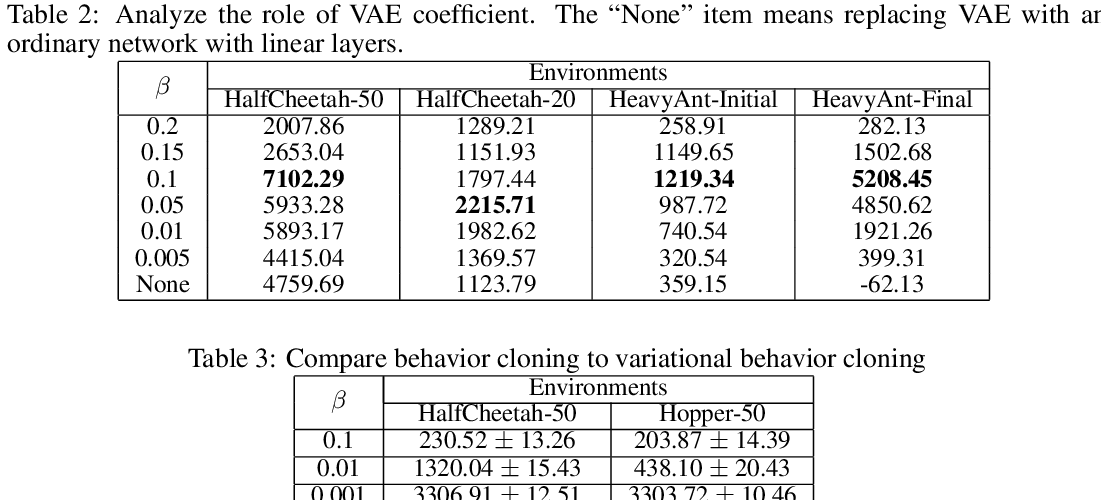 Table 2: Analyze the role of VAE coefficient. The “None” item means replacing VAE with an
ordinary network with linear layers.
β Environments
HalfCheetah-50 HalfCheetah-20 HeavyAnt-Initial HeavyAnt-Final
0.2 2007.86 1289.21 258.91 282.13
0.15 2653.04 1151.93 1149.65 1502.68
0.1 7102.29 1797.44 1219.34 5208.45
0.05 5933.28 2215.71 987.72 4850.62
0.01 5893.17 1982.62 740.54 1921.26
0.005 4415.04 1369.57 320.54 399.31
None 4759.69 1123.79 359.15 -62.13
Table 3: Compare behavior cloning to variational behavior cloning
β Environments
HalfCheetah-50 Hopper-50
0.1 230.52 ± 13.26 203.87 ± 14.39
0.01 1320.04 ± 15.43 438.10 ± 20.43
0.001 3306.91 ± 12.51 3303.72 ± 10.46